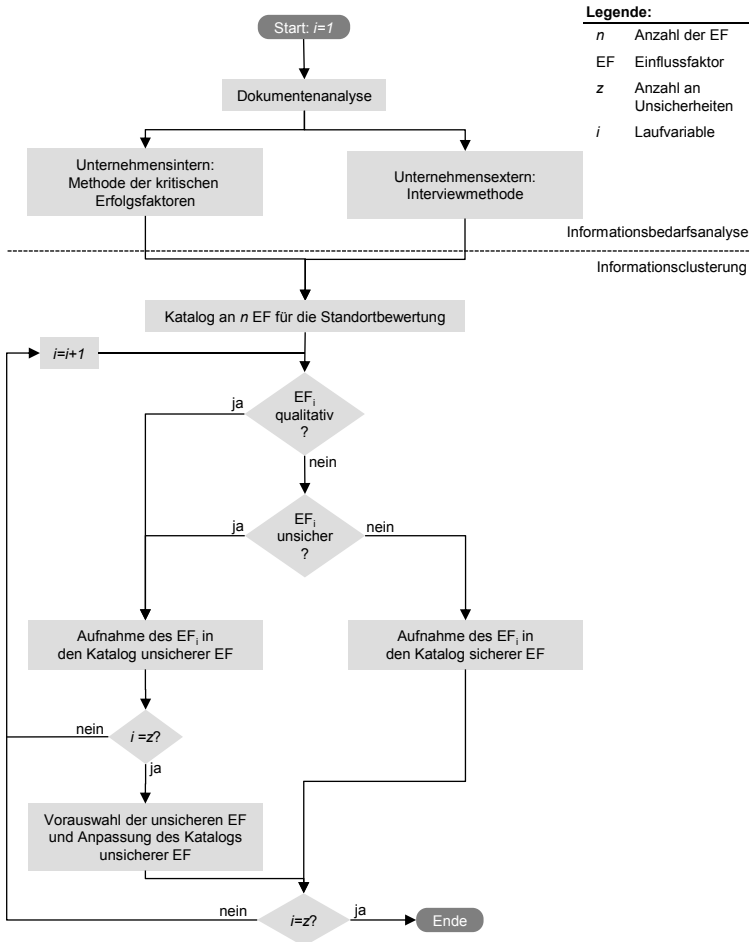 Start: i=1
Legende:
n Anzahl der EF
EF Einflussfaktor
z Anzahl an
Unsicherheiten
i Laufvariable
Dokumentenanalyse
Unternehmensintern:
Methode der kritischen
Erfolgsfaktoren
Unternehmensextern:
Interviewmethode
Informationsbedarfsanalyse
Informationsclusterung
Katalog an n EF für die Standortbewertung
i=i+1
EFi
qualitativ
?
ja
nein
EFi
unsicher
?
ja
nein
Aufnahme des EFi in
den Katalog unsicherer EF
Aufnahme des EFi in
den Katalog sicherer EF
nein
i =z?
ja
Vorauswahl der unsicheren EF
und Anpassung des Katalogs
unsicherer EF
nein
i=z?
ja
Ende